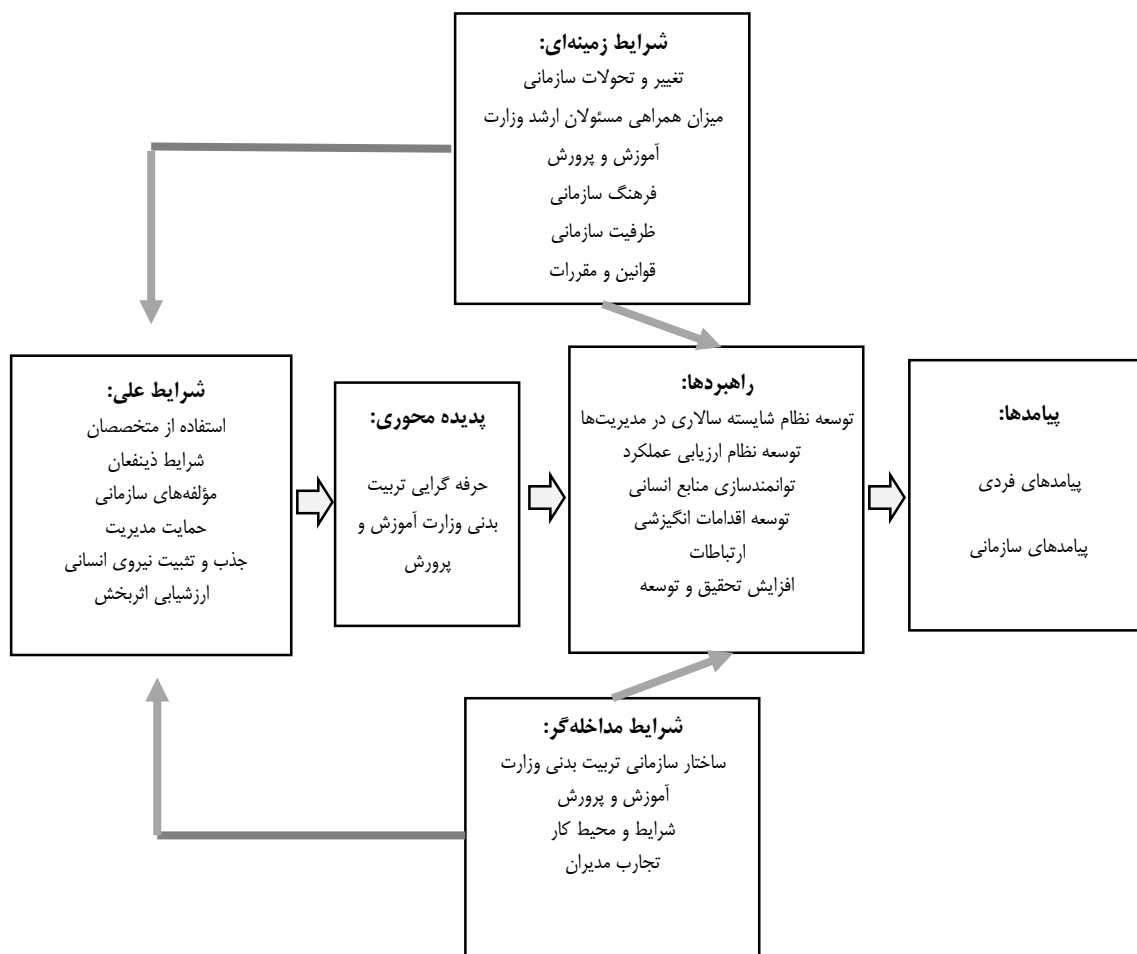 شرایط زمینه‌ای:
تغییر و تحولات سازمانی
میزان همراهی مسئولان ارشد وزارت
آموزش و پرورش
فرهنگ سازمانی
ظرفیت سازمانی
قوانین و مقررات
شرایط علی:
استفاده از متخصصان
شرایط ذینفعان
مؤلفه‌های سازمانی
حمایت مدیریت
جذب و تثبیت نیروی انسانی
ارزشیابی اثربخش
پدیده محوری:
حرفه گرایی تربیت
بدنی وزارت آموزش و
پرورش
راهبردها:
توسعه نظام شایسته سالاری در مدیریت‌ها
توسعه نظام ارزیابی عملکرد
توانمندسازی منابع انسانی
توسعه اقدامات انگیزشی
ارتباطات
افزایش تحقیق و توسعه
پیامدها:
پیامدهای فردی
پیامدهای سازمانی
شرایط مداخله‌گر:
ساختار سازمانی تربیت بدنی وزارت
آموزش و پرورش
شرایط و محیط کار
تجارب مدیران